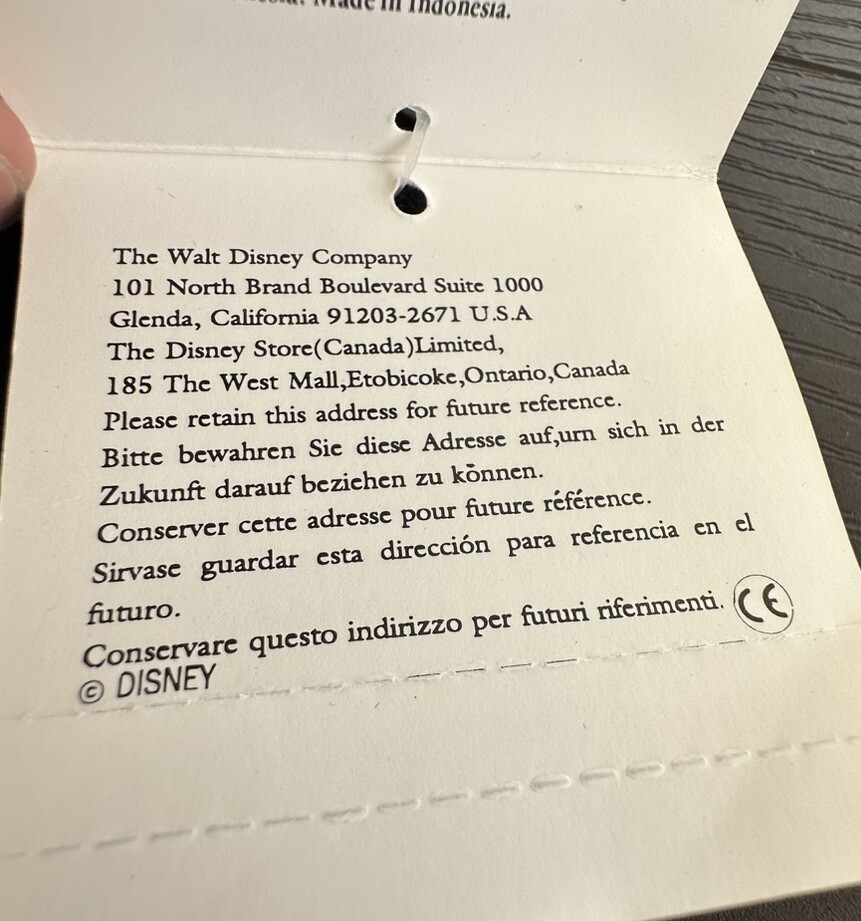 Made in Indonesia.
The Walt Disney Company
101 North Brand Boulevard Suite 1000
Glenda, California 91203-2671 U.S.A
The Disney Store(Canada)Limited,
185 The West Mall,Etobicoke,Ontario,Canada
Please retain this address for future reference.
Bitte bewahren Sie diese Adresse auf,urn sich in der
Zukunft darauf beziehen zu kōnnen.
Conserver cette adresse pour future référence.
Sirvase guardar esta dirección para referencia en el
futuro.
Conservare questo indirizzo per futuri riferimenti. CE
© DISNEY